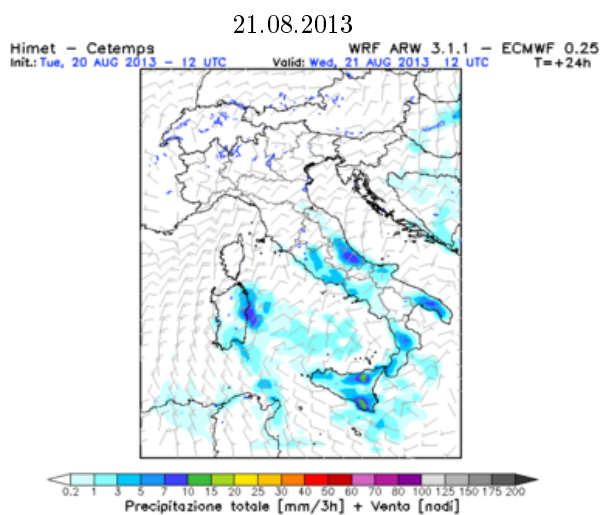 21.08.2013
Himet - Cetemps WRF ARW 3.1.1 - ECMWF 0.25
Init.: Tue, 20 AUG 2013 - 12 UTC Valid: Wed, 21 AUG 2013 12 UTC T=+24h
0.2 1 3 5 7 10 15 20 25 30 40 50 60 70 80 100 125 150 175 200
Precipitazione totale [mm/3h] + Vento [nodi]